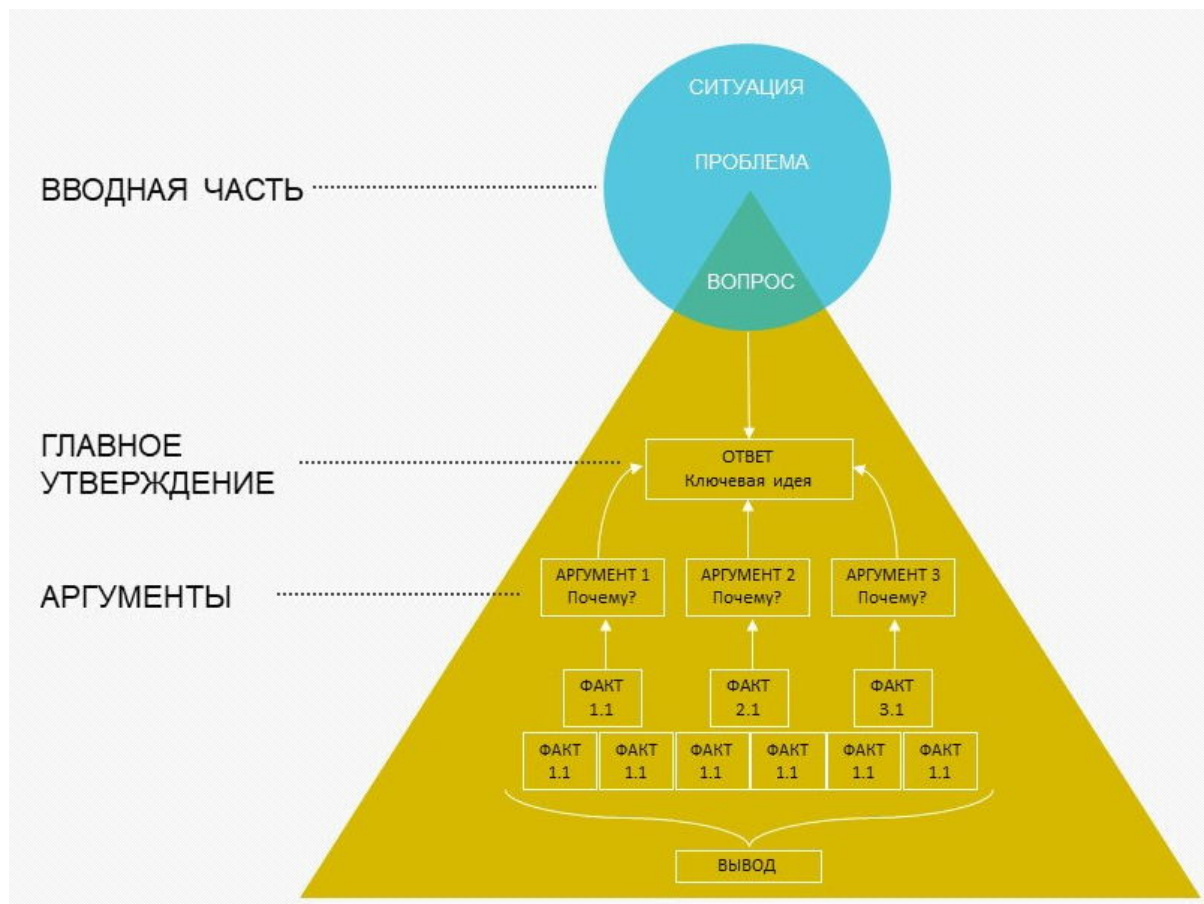 СИТУАЦИЯ
ПРОБЛЕМА
ВВОДНАЯ ЧАСТЬ
ВОПРОС
ГЛАВНОЕ
УТВЕРЖДЕНИЕ
ОТВЕТ
Ключевая идея
АРГУМЕНТЫ
АРГУМЕНТ 1
Почему?
АРГУМЕНТ 2
Почему?
АРГУМЕНТ 3
Почему?
ФАКТ
1.1
ФАКТ
2.1
ФАКТ
3.1
ФАКТ
1.1
ФАКТ
1.1
ФАКТ
1.1
ФАКТ
1.1
ФАКТ
1.1
ФАКТ
1.1
ВЫВОД